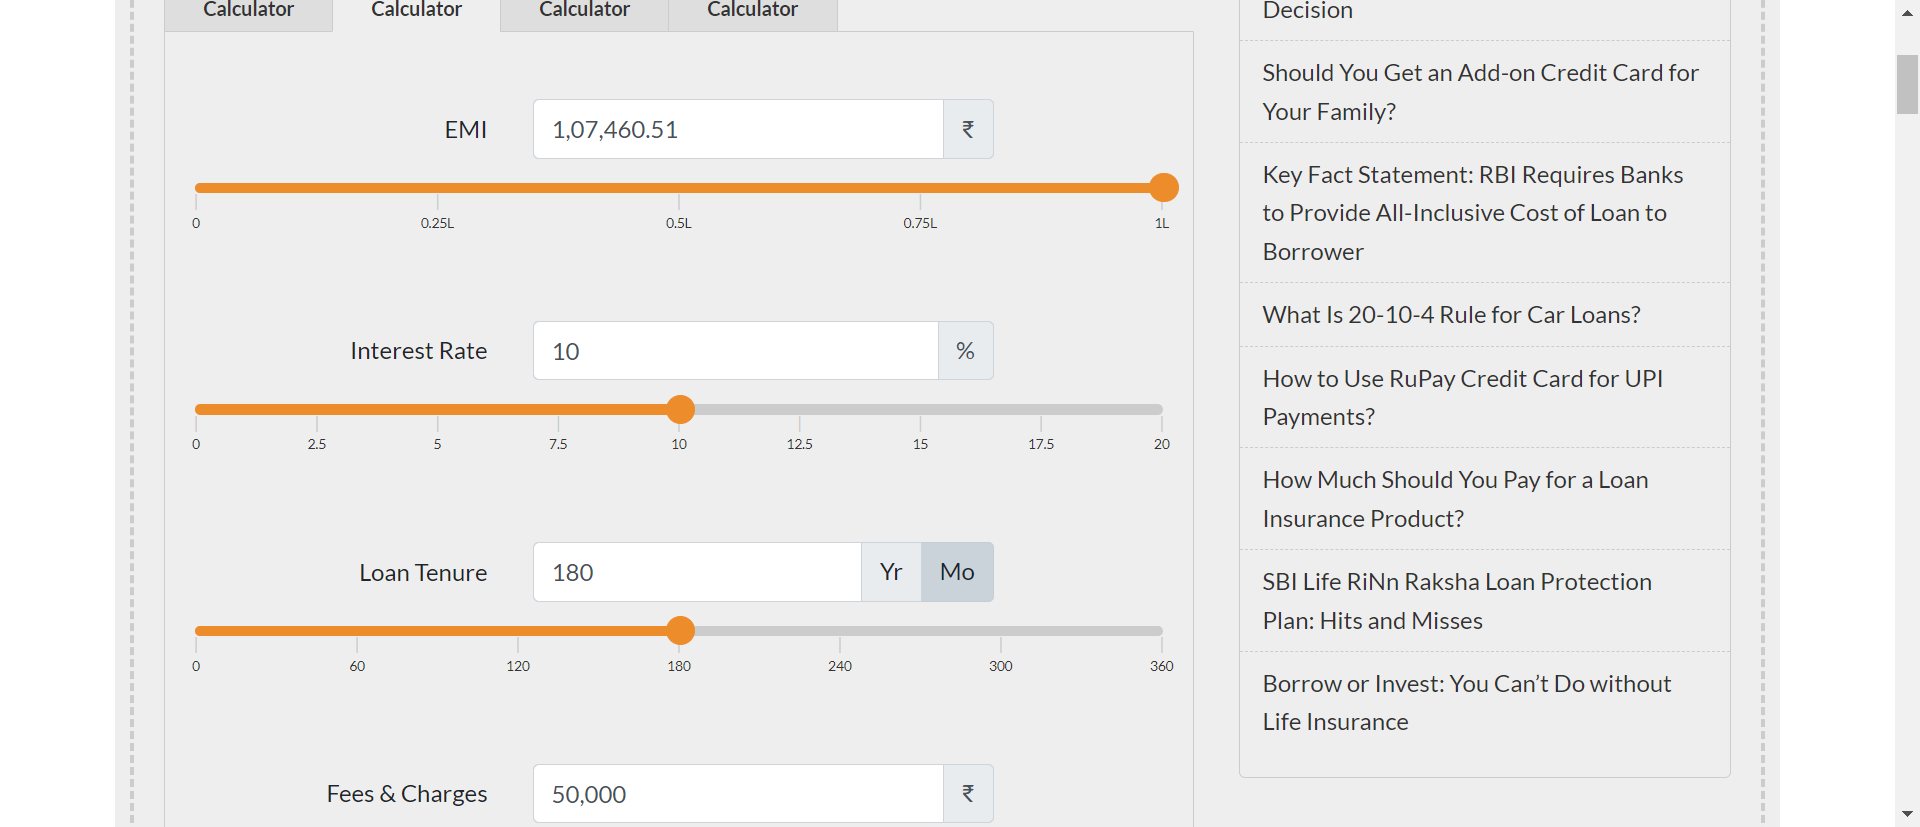 Calculator
Calculator
Calculator
Calculator
EMI
1,07,460.51
₹
0
0.25L
0.5L
0.75L
1L
Interest Rate
10
%
0
2.5
5
7.5
10
12.5
15
17.5
20
Loan Tenure
180
Yr
Mo
0
60
120
180
240
300
360
Fees & Charges
50,000
₹
Decision
Should You Get an Add-on Credit Card for
Your Family?
Key Fact Statement: RBI Requires Banks
to Provide All-Inclusive Cost of Loan to
Borrower
What Is 20-10-4 Rule for Car Loans?
How to Use RuPay Credit Card for UPI
Payments?
How Much Should You Pay for a Loan
Insurance Product?
SBI Life RiNn Raksha Loan Protection
Plan: Hits and Misses
Borrow or Invest: You Can’t Do without
Life Insurance